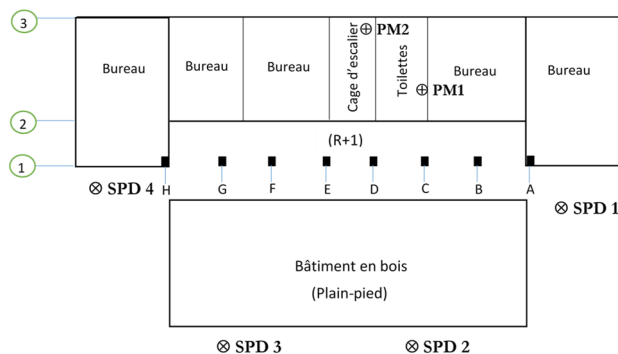 3
PM2
Bureau
Bureau
Bureau
Cage d'escalier
Toilettes
Bureau
Bureau
PM1
2
(R+1)
1
SPD 4
H
G
F
E
D
C
B
A
SPD 1
Bâtiment en bois
(Plain-pied)
SPD 3
SPD 2